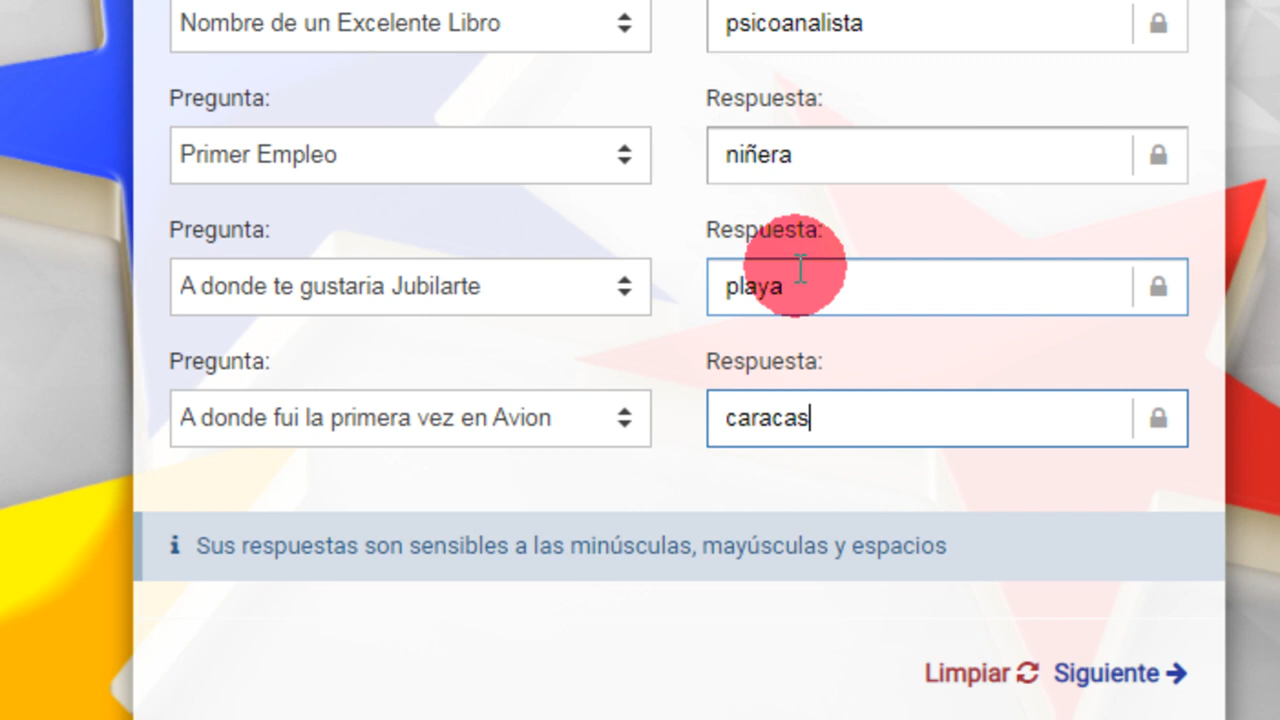 Nombre de un Excelente Libro psicoanalista
Pregunta: Respuesta:
Primer Empleo niñera
Pregunta: Respuesta:
A donde te gustaria Jubilarte playa
Pregunta: Respuesta:
A donde fui la primera vez en Avion caracas
Sus respuestas son sensibles a las minúsculas, mayúsculas y espacios
Limpiar Siguiente